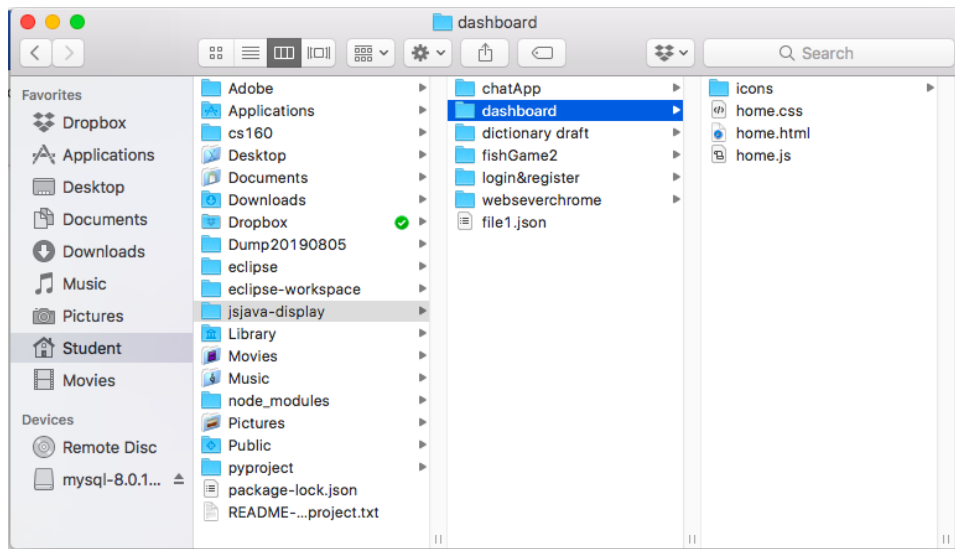 dashboard
Search
Favorites
Dropbox
Applications
Desktop
Documents
Downloads
Music
Pictures
Student
Movies
Devices
Remote Disc
mysql-8.0.1...
Adobe
Applications
cs160
Desktop
Documents
Downloads
Dropbox
Dump20190805
eclipse
eclipse-workspace
jsjava-display
Library
Movies
Music
node_modules
Pictures
Public
pyproject
package-lock.json
README-...project.txt
chatApp
dashboard
dictionary draft
fishGame2
login&register
webseverchrome
file1.json
icons
home.css
home.html
home.js